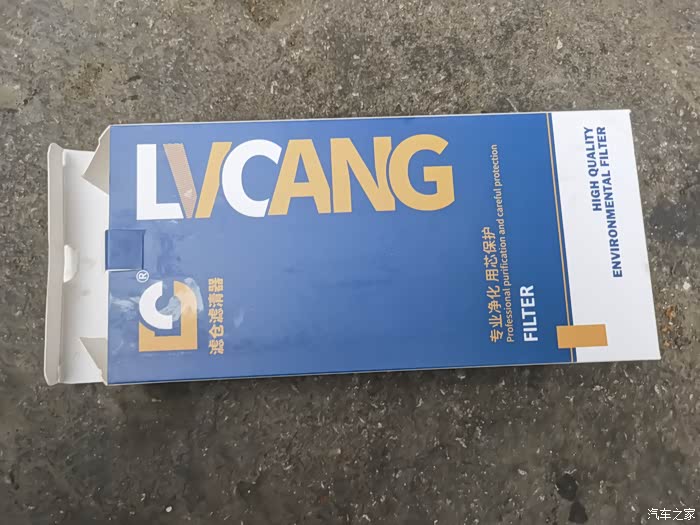 LVCANG
®
滤仓滤清器
专业净化 用芯保护
Professional purification and careful protection
FILTER
HIGH QUALITY
ENVIRONMENTAL FILTER
汽车之家